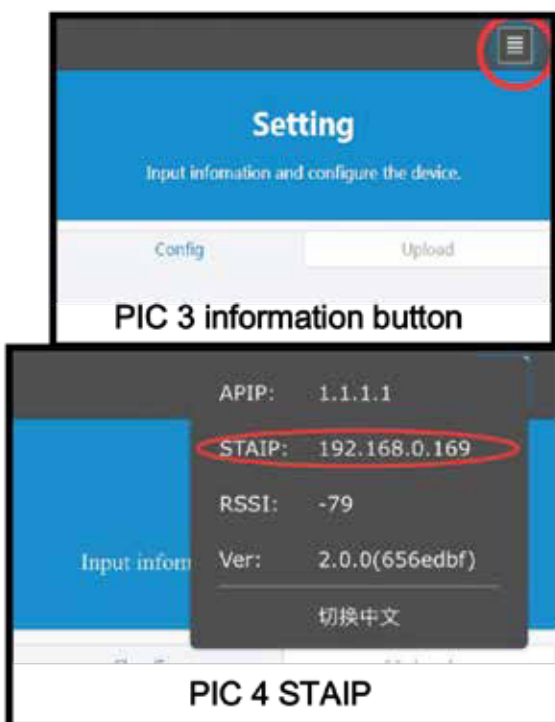 Setting
Input infomation and configure the device.
Config Upload
PIC 3 information button
APIP: 1.1.1.1
STAIP: 192.168.0.169
RSSI: -79
Input infom Ver: 2.0.0(656edbf)
切换中文
PIC 4 STAIP